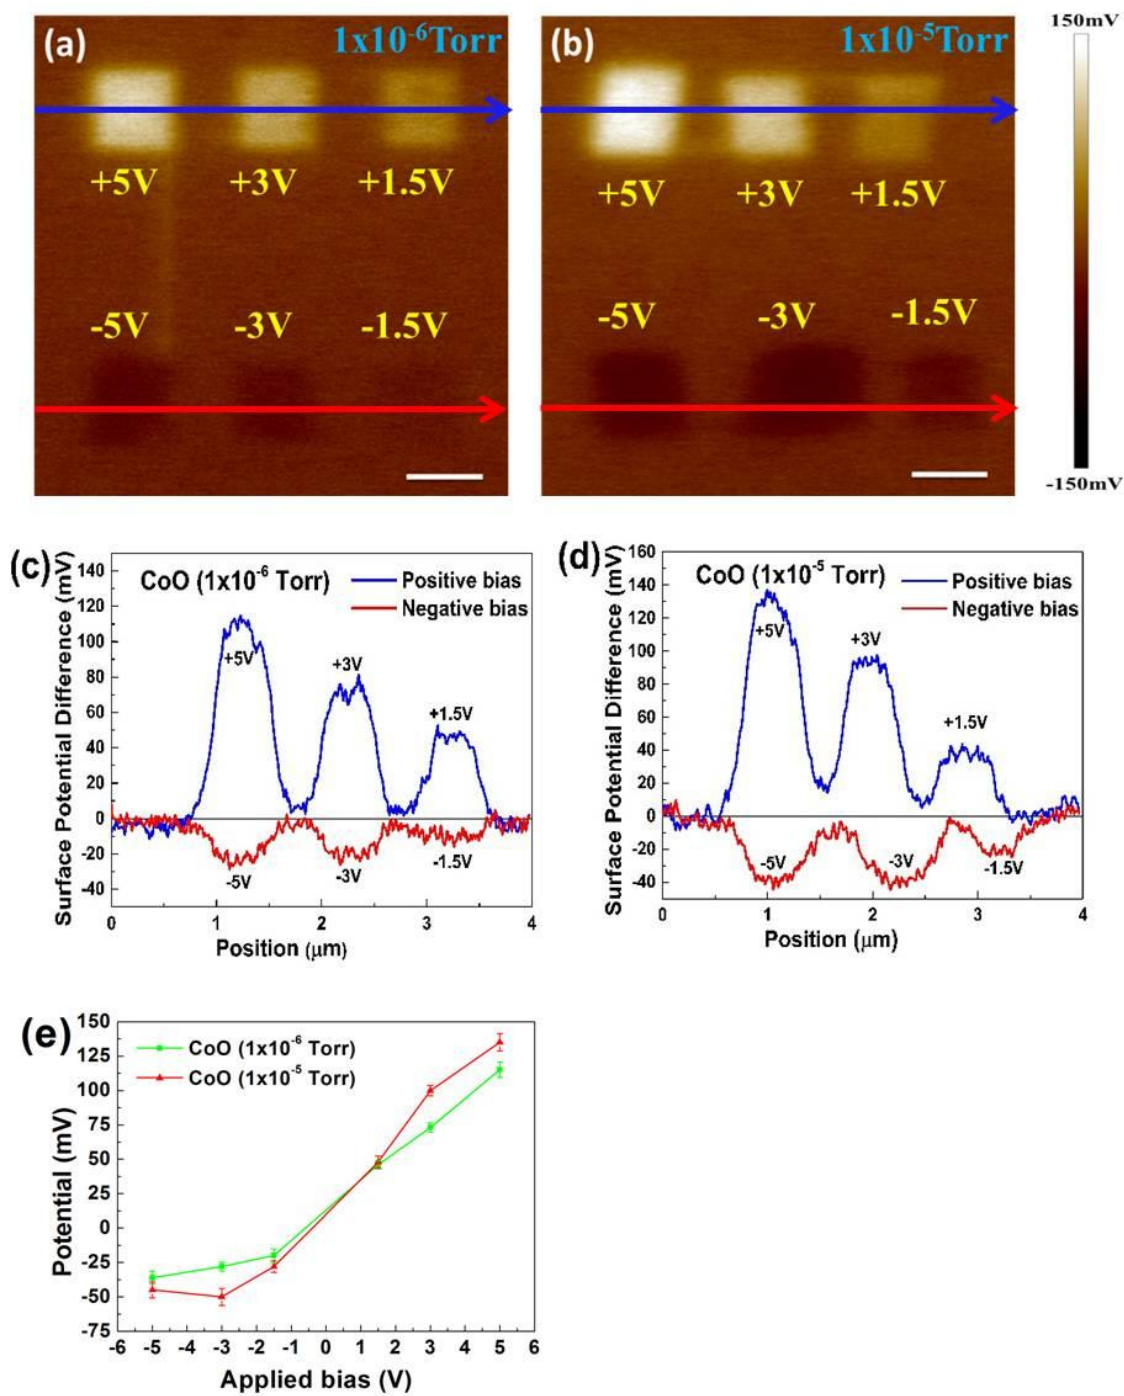 (a) 1x10⁻⁶Torr
+5V +3V +1.5V
-5V -3V -1.5V
(b) 1x10⁻⁵Torr
+5V +3V +1.5V
-5V -3V -1.5V
150mV
-150mV
(c)
Surface Potential Difference (mV)
140
120
100
80
60
40
20
0
-20
-40
CoO (1x10⁻⁶ Torr)
Positive bias
Negative bias
+5V
+3V
+1.5V
-5V
-3V
-1.5V
0 1 2 3 4
Position (μm)
(d)
Surface Potential Difference (mV)
160
140
120
100
80
60
40
20
0
-20
-40
CoO (1x10⁻⁵ Torr)
Positive bias
Negative bias
+5V
+3V
+1.5V
-5V
-3V
-1.5V
0 1 2 3 4
Position (μm)
(e)
Potential (mV)
150
125
100
75
50
25
0
-25
-50
-75
CoO (1x10⁻⁶ Torr)
CoO (1x10⁻⁵ Torr)
-6 -5 -4 -3 -2 -1 0 1 2 3 4 5 6
Applied bias (V)